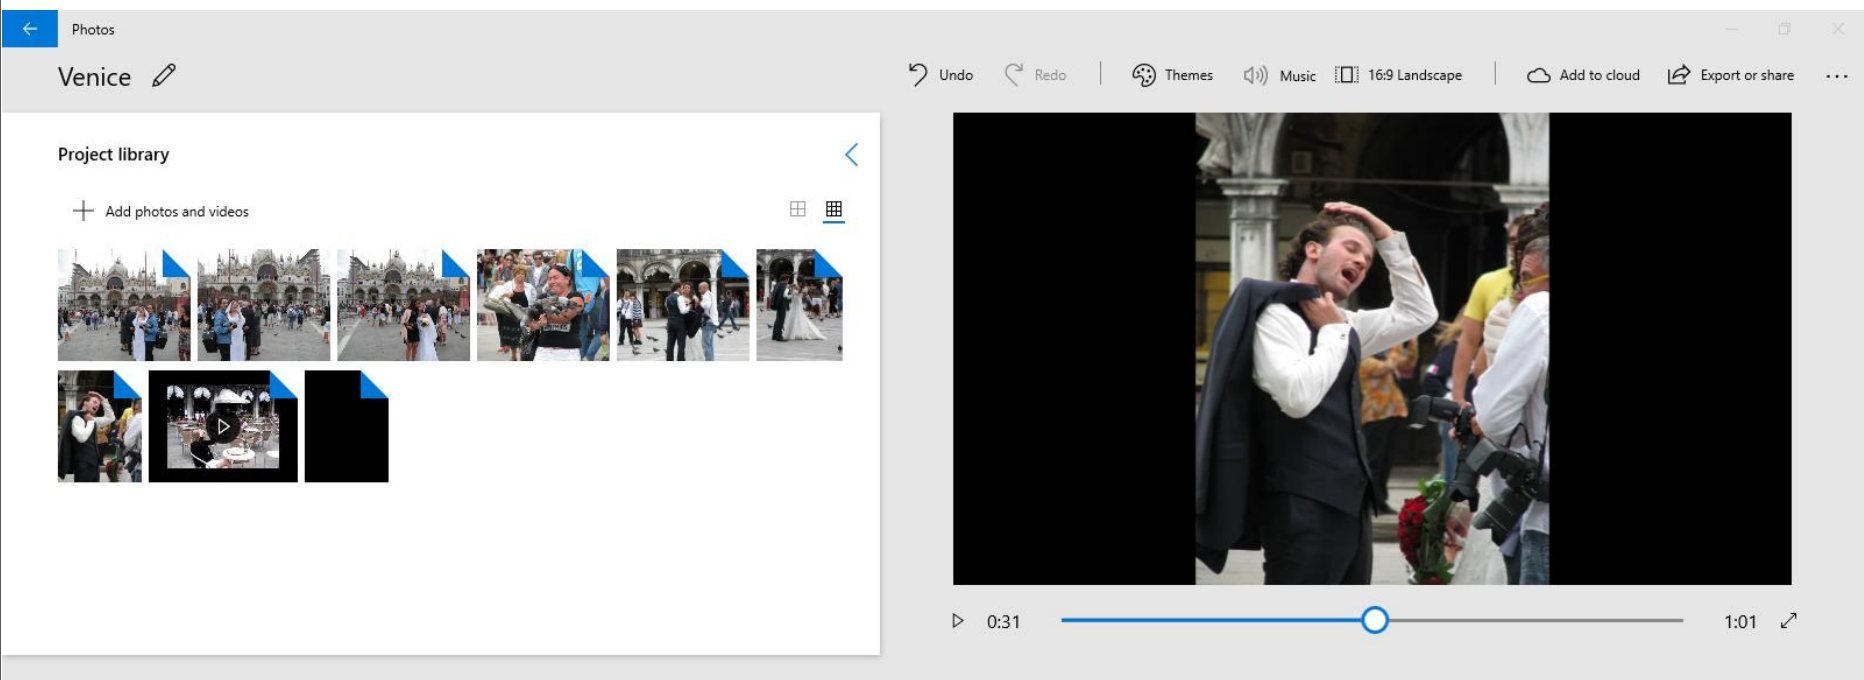 Photos
Venice
Undo Redo Themes Music 16:9 Landscape Add to cloud Export or share
Project library
Add photos and videos
0:31 1:01